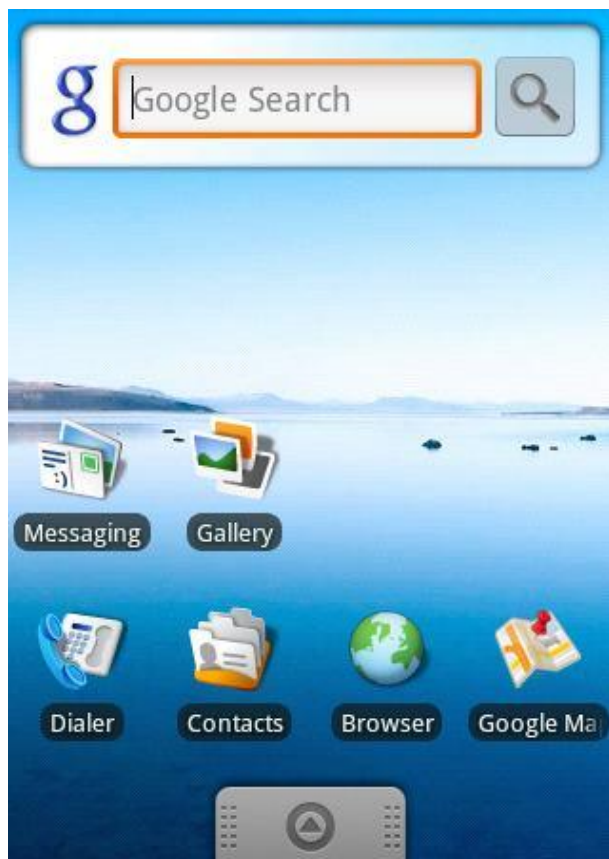 g
Google Search
Messaging
Gallery
Dialer
Contacts
Browser
Google Ma